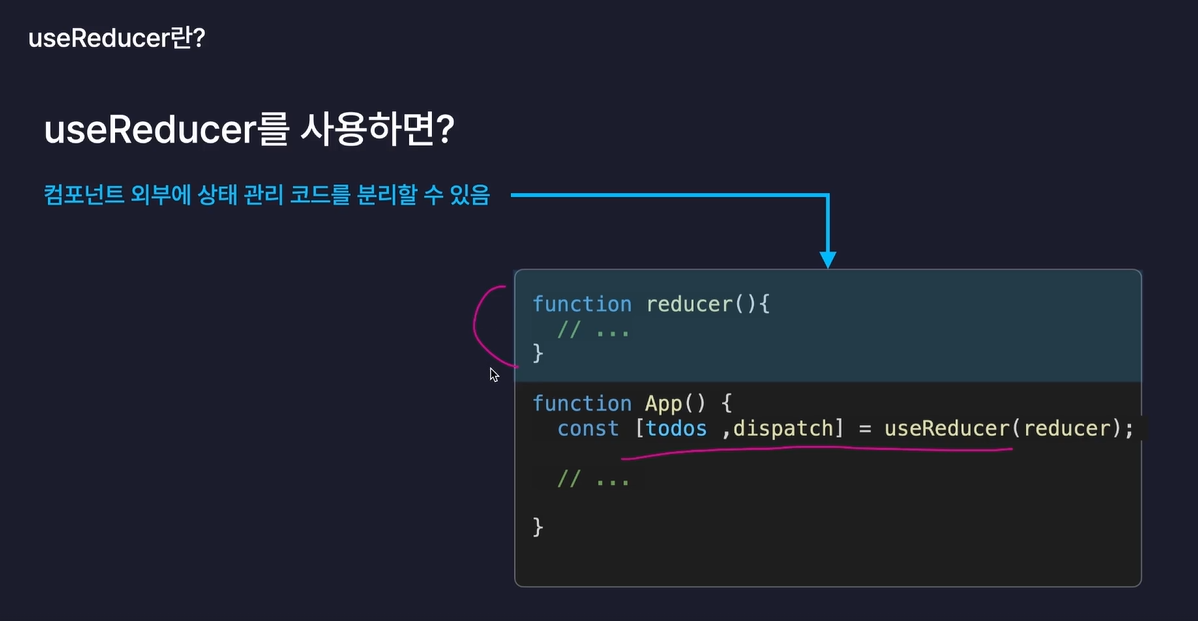 useReducer란?
useReducer를 사용하면?
컴포넌트 외부에 상태 관리 코드를 분리할 수 있음
function reducer(){
// ...
}
function App() {
const [todos ,dispatch] = useReducer(reducer);
// ...
}